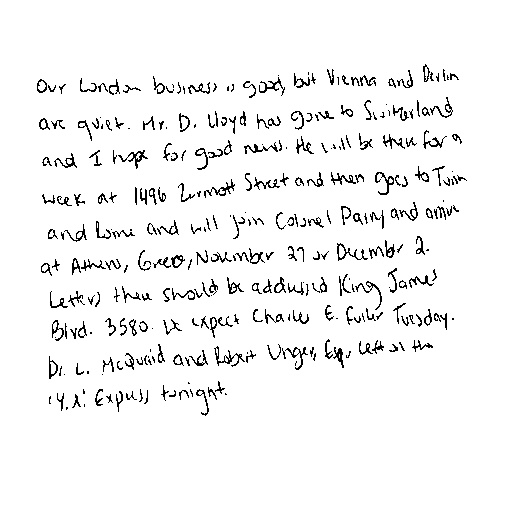 Our London business is good, but Vienna and Berlin
are quiet. Mr. D. Lloyd has gone to Switzerland
and I hope for good news. He will be there for a
week at 1496 Zermott Street and then goes to Turin
and Rome and will join Colonel Parry and arrive
at Athens, Greece, November 27 or December 2.
Letters there should be addressed King James
Blvd. 3580. We expect Charles E. Fuller Tuesday.
Dr. L. McQuaid and Robert Unger, Esq., left on the
'Y.X.' Express tonight.